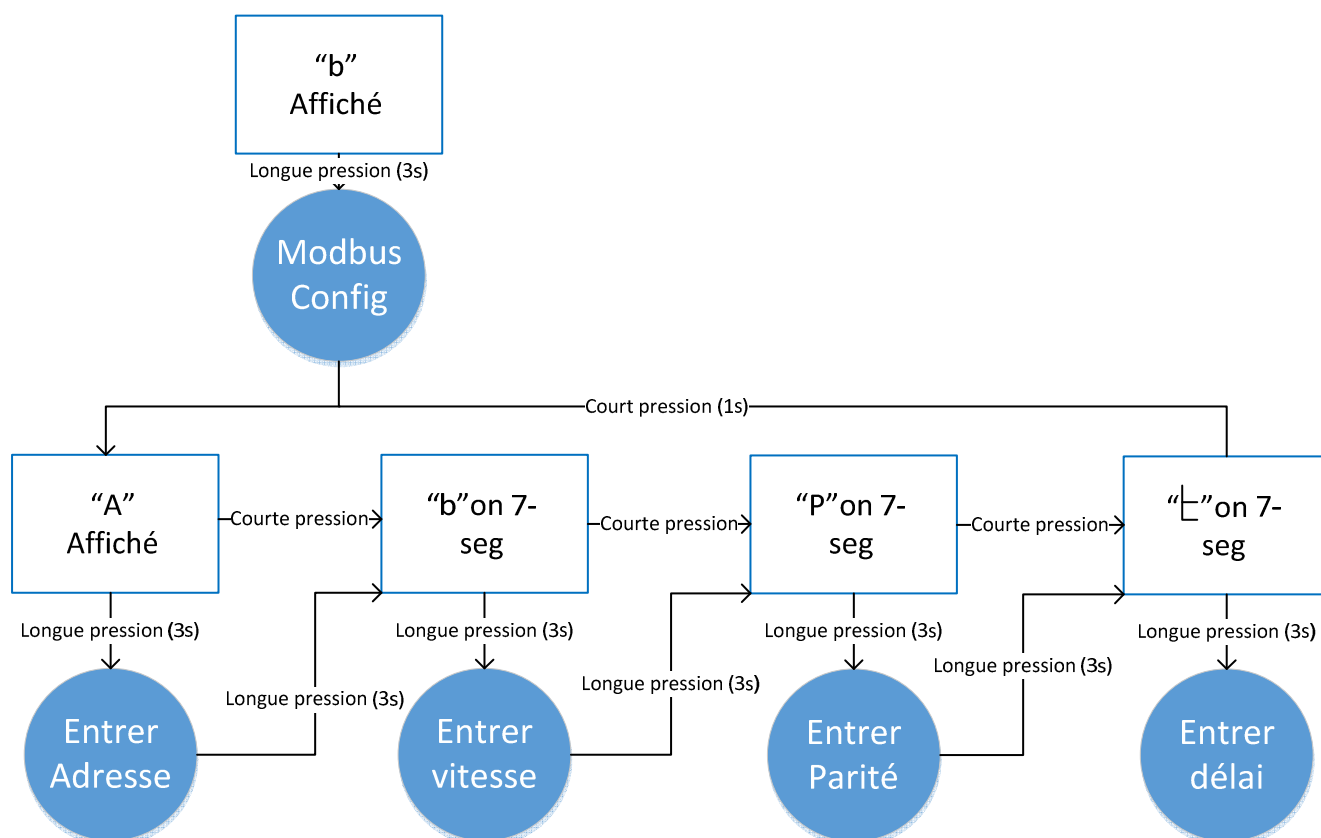 “b”
Affiché
Longue pression (3s)
Modbus
Config
Court pression (1s)
“A”
Affiché
Courte pression
“b”on 7-
seg
Courte pression
“P”on 7-
seg
Courte pression
“t”on 7-
seg
Longue pression (3s)
Longue pression (3s)
Longue pression (3s)
Longue pression (3s)
Longue pression (3s)
Longue pression (3s)
Longue pression (3s)
Entrer
Adresse
Entrer
vitesse
Entrer
Parité
Entrer
délai